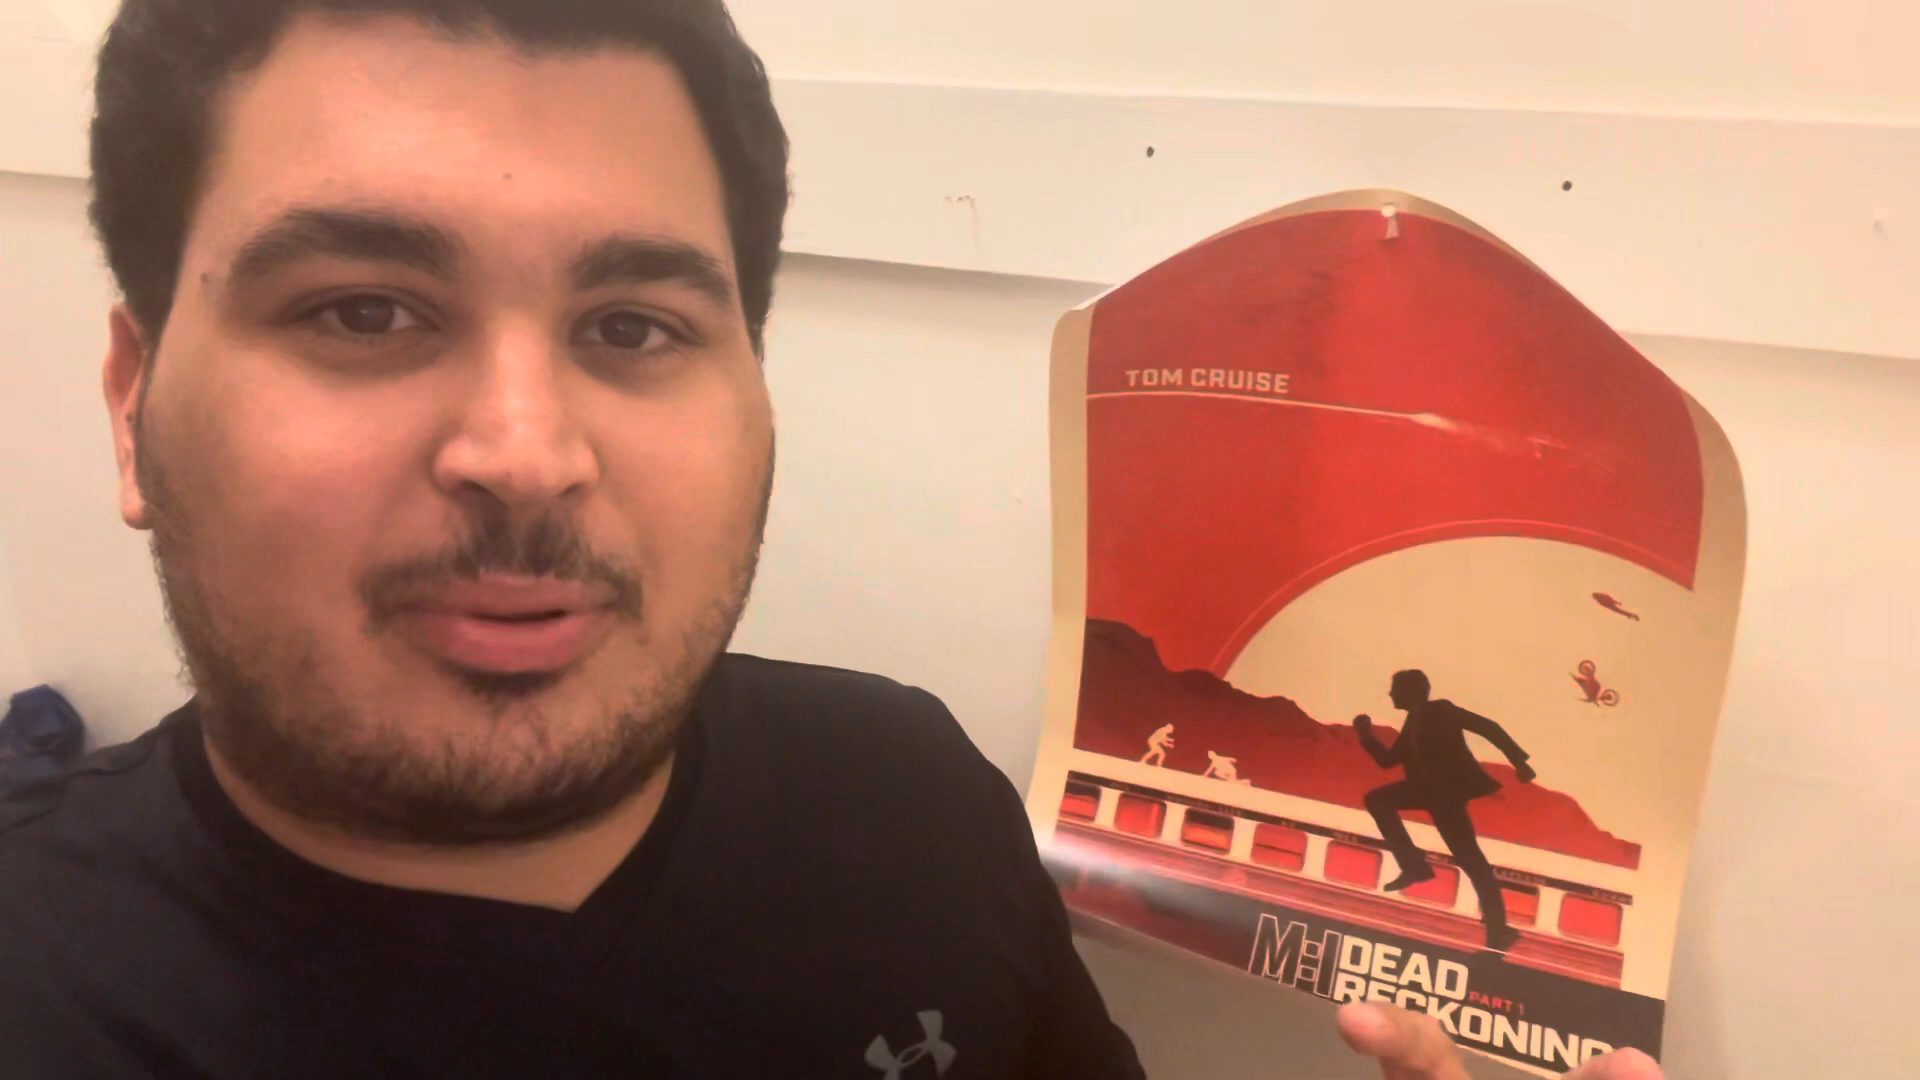 TOM CRUISE
M:I DEAD
RECKONING
PART 1